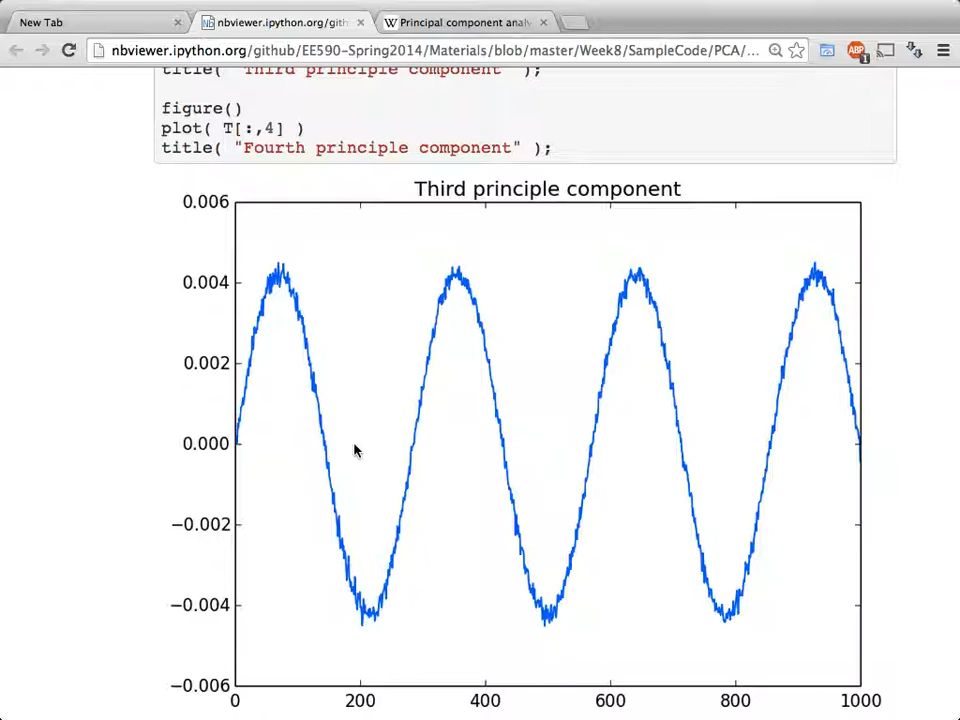 New Tab
nbviewer.ipython.org/gith
Principal component anal
nbviewer.ipython.org/github/EE590-Spring2014/Materials/blob/master/Week8/SampleCode/PCA/...
ABP
1
title( "Third principle component" );
figure()
plot( T[:,4] )
title( "Fourth principle component" );
Third principle component
0.006
0.004
0.002
0.000
−0.002
−0.004
−0.006
0 200 400 600 800 1000